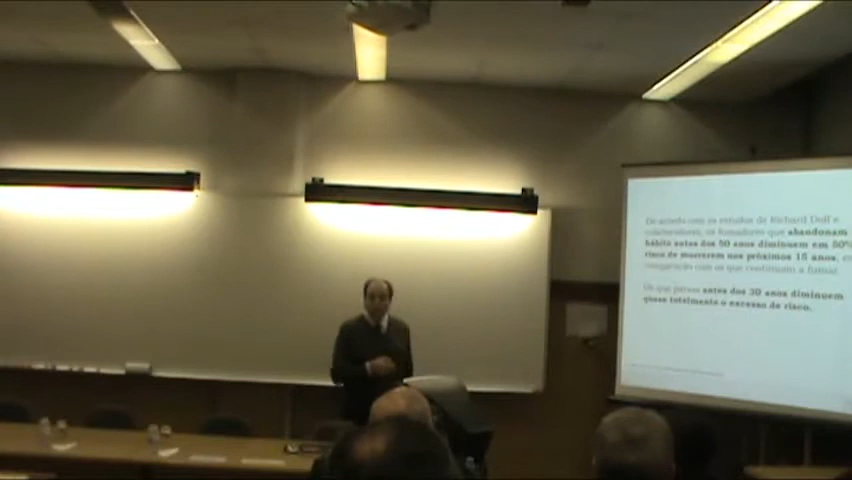 De acordo com os estudos de Richard Doll e
colaboradores, os fumadores que abandonam
hábito antes dos 50 anos diminuem em 50%
risco de morrerem nos próximos 15 anos,
comparação com os que continuam a fumar.
Os que param antes dos 30 anos diminuem
quase totalmente o excesso de risco.